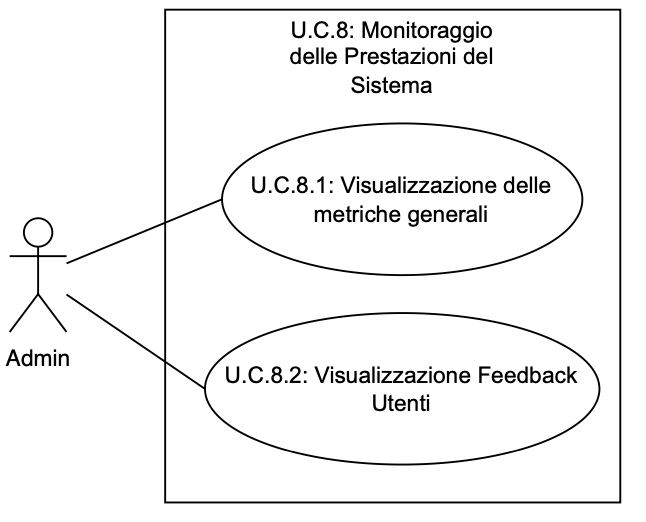 U.C.8: Monitoraggio
delle Prestazioni del
Sistema
U.C.8.1: Visualizzazione delle
metriche generali
Admin
U.C.8.2: Visualizzazione Feedback
Utenti